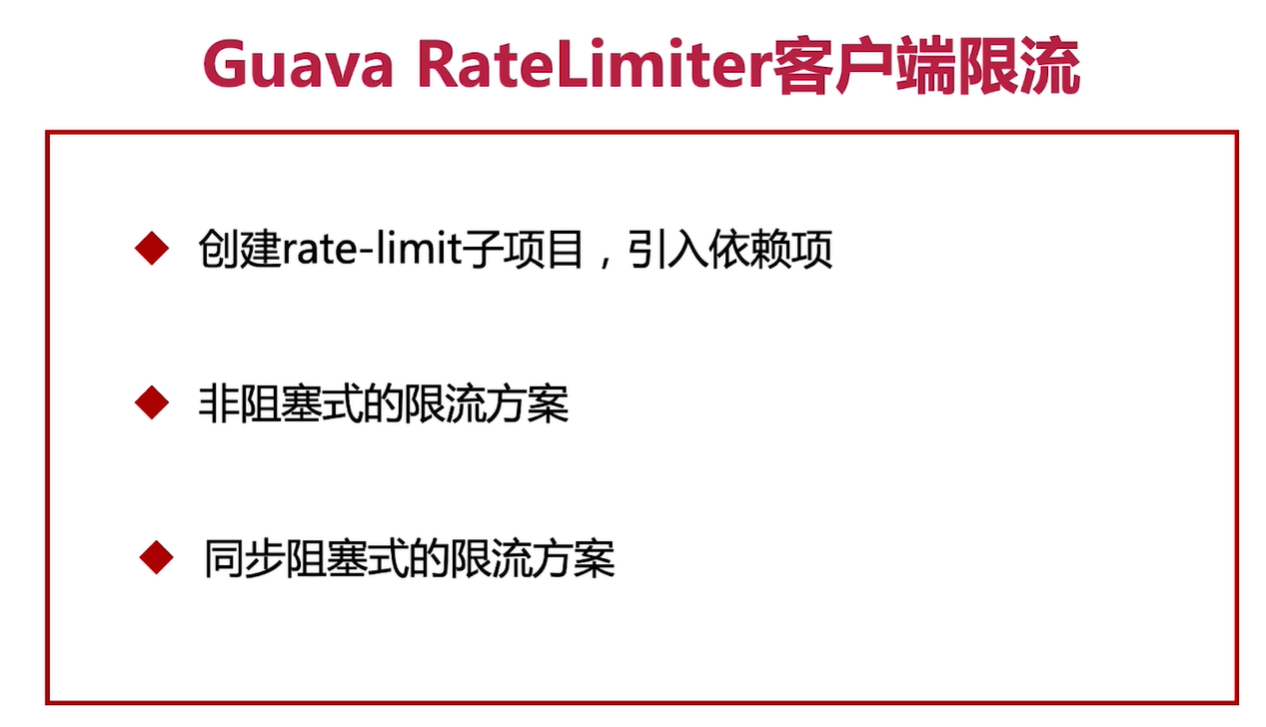 Guava RateLimiter客户端限流
创建rate-limit子项目，引入依赖项
非阻塞式的限流方案
同步阻塞式的限流方案